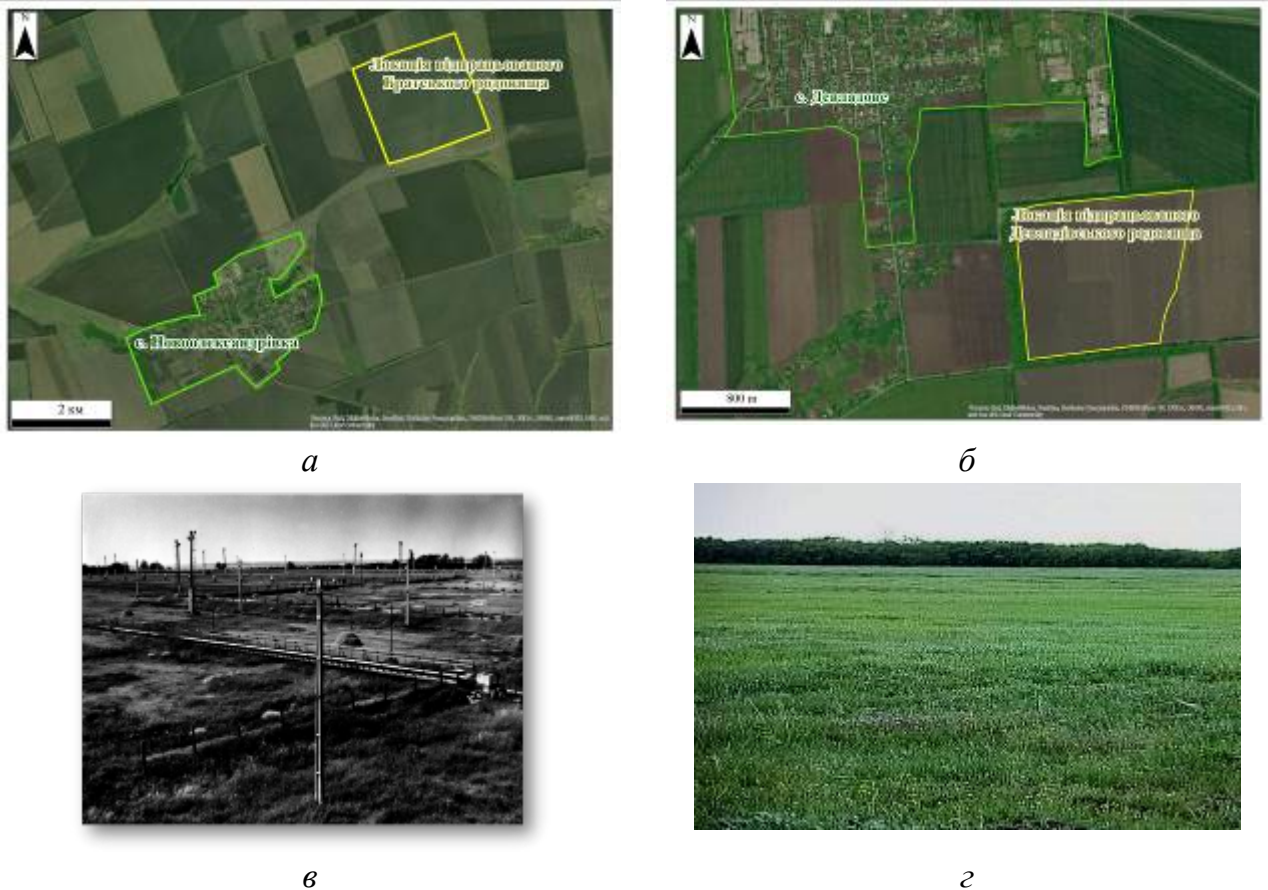 N
Локація відпрацьованого
Братського родовища
с. Новоолександрівка
2 км
а
N
с. Девладове
Локація відпрацьованого
Девладівського родовища
800 m
б
в
г